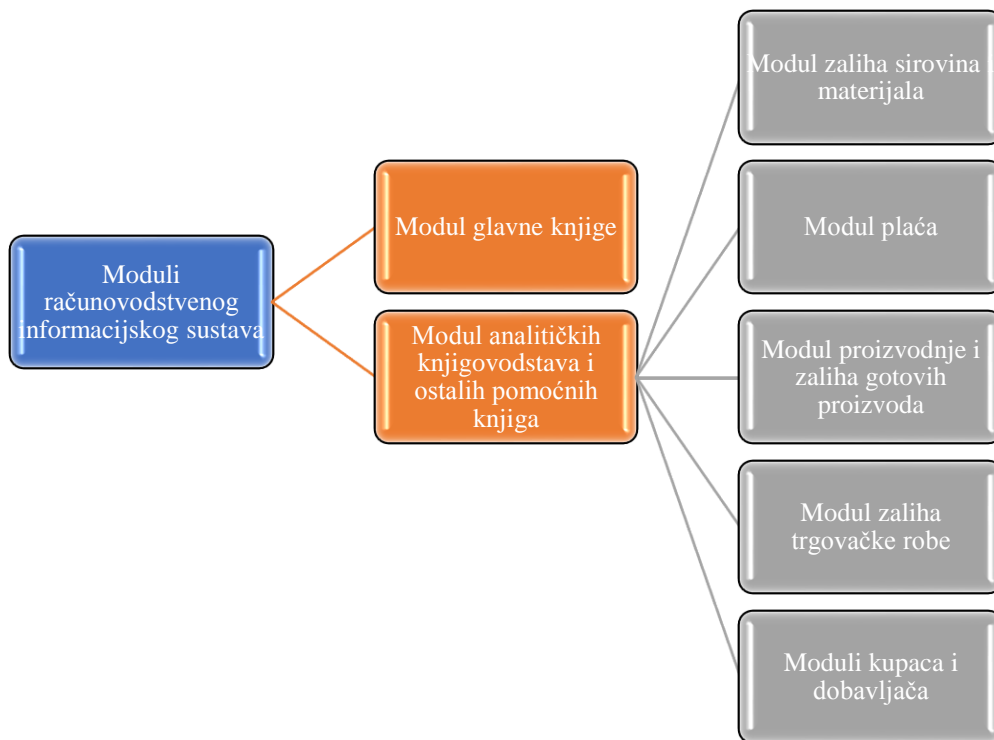 Moduli
računovodstvenog
informacijskog sustava
Modul glavne knjige
Modul analitičkih
knjigovodstava i
ostalih pomoćnih
knjiga
Modul zaliha sirovina
materijala
Modul plaća
Modul proizvodnje i
zaliha gotovih
proizvoda
Modul zaliha
trgovačke robe
Moduli kupaca i
dobavljača